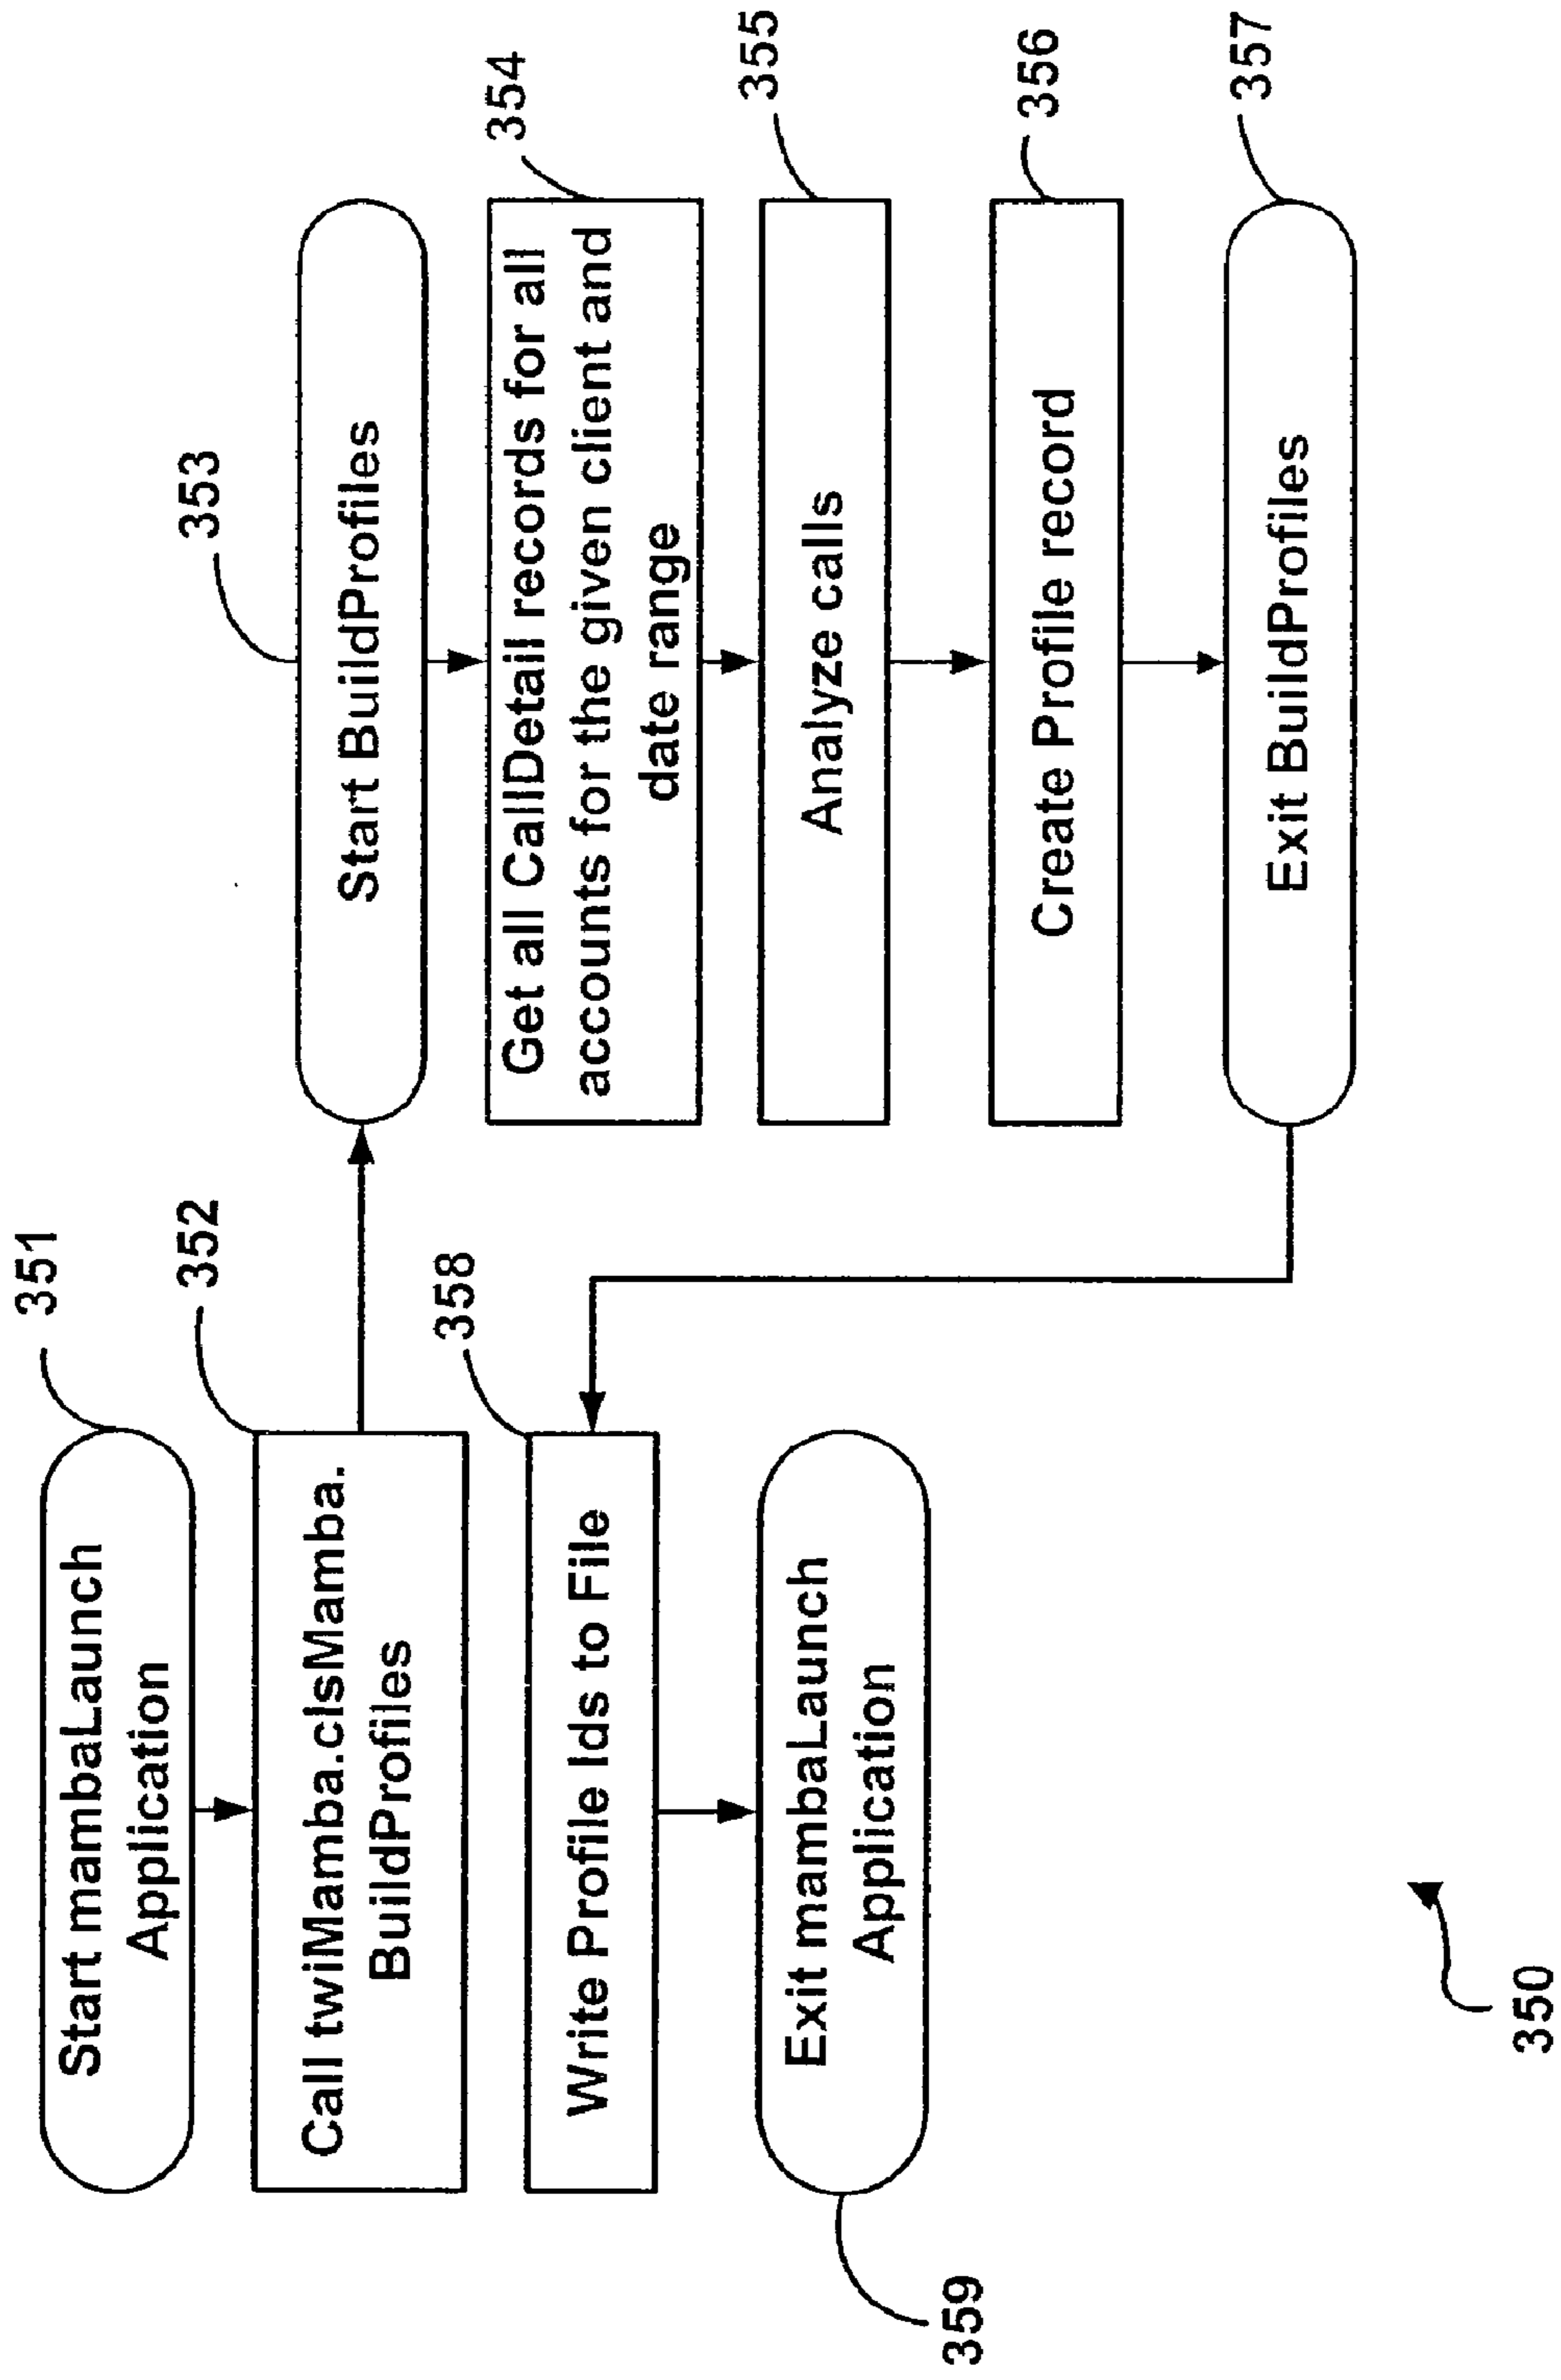 351
Start mambaLaunch
Application
352
Call twiMamba.clsMamba.
BuildProfiles
353
Start BuildProfiles
354
Get all CallDetail records for all
accounts for the given client and
date range
355
Analyze calls
356
Create Profile record
357
Exit BuildProfiles
358
Write Profile Ids to File
Exit mambaLaunch
Application
359
350